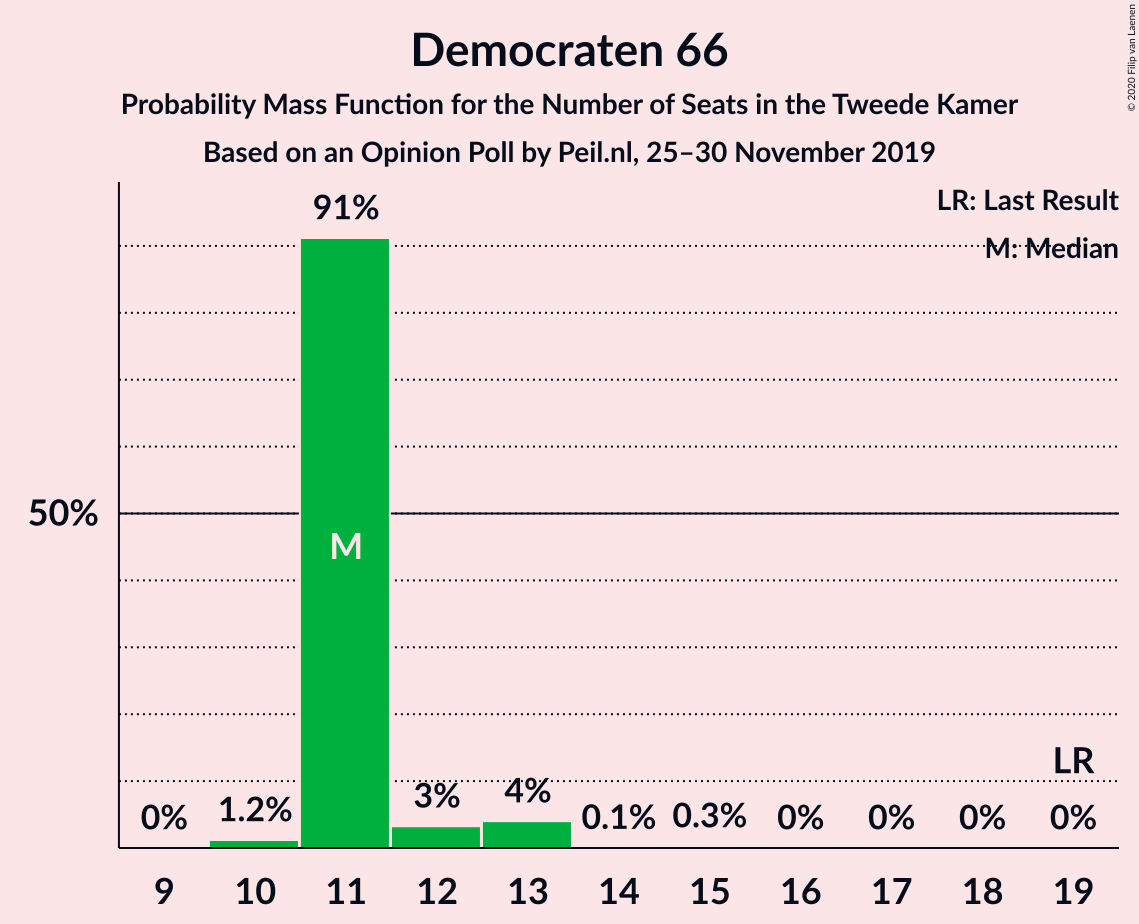 Democraten 66
Probability Mass Function for the Number of Seats in the Tweede Kamer
Based on an Opinion Poll by Peil.nl, 25–30 November 2019
© 2020 Filip van Laenen
LR: Last Result
M: Median
50%
0%
1.2%
91%
M
3%
4%
0.1%
0.3%
0%
0%
0%
LR
0%
9 10 11 12 13 14 15 16 17 18 19